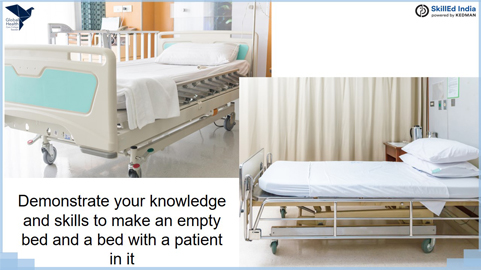 Global
Health
SkillEd India
powered by KEDMAN
Demonstrate your knowledge
and skills to make an empty
bed and a bed with a patient
in it